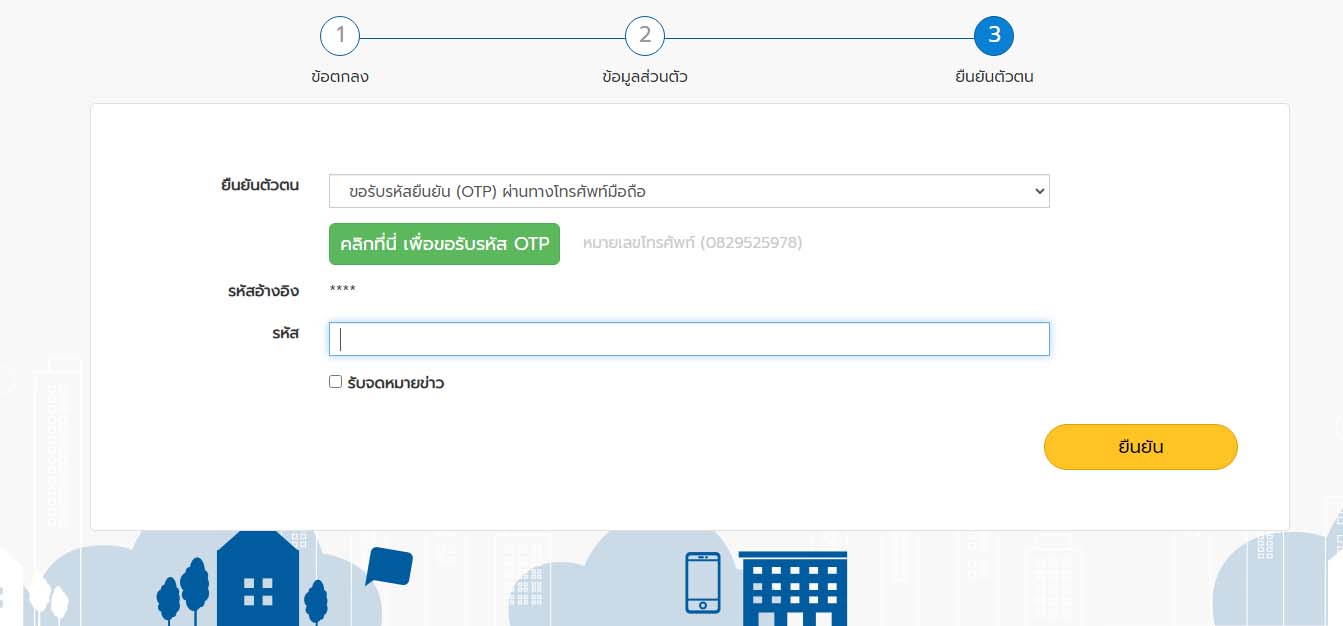 1 2 3
ข้อตกลง ข้อมูลส่วนตัว ยืนยันตัวตน
ยืนยันตัวตน ขอรับรหัสยืนยัน (OTP) ผ่านทางโทรศัพท์มือถือ
คลิกที่นี่ เพื่อขอรับรหัส OTP หมายเลขโทรศัพท์ (0829525978)
รหัสอ้างอิง ****
รหัส
รับจดหมายข่าว
ยืนยัน